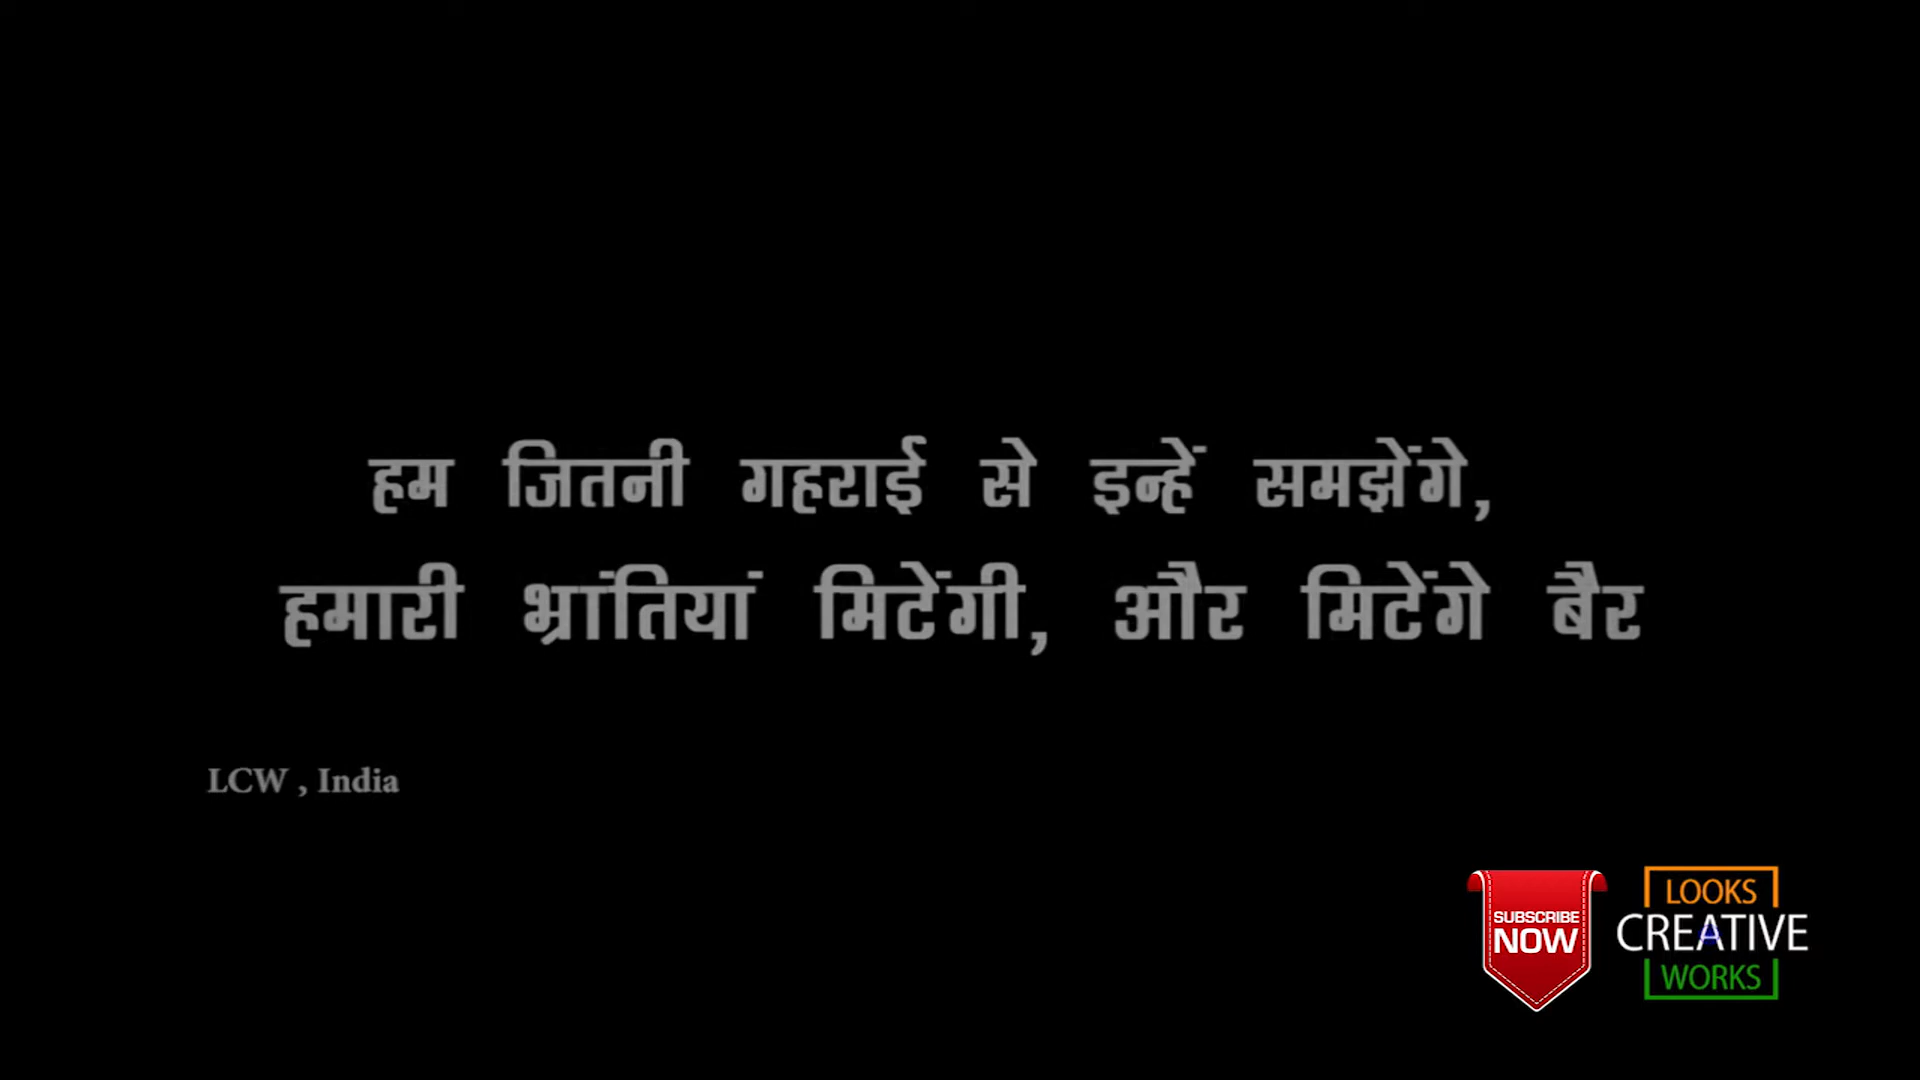 हम जितनी गहराई से इन्हें समझेंगे,
हमारी भ्रांतियां मिटेंगी, और मिटेंगे बैर
LCW , India
SUBSCRIBE
NOW
LOOKS
CREATIVE
WORKS